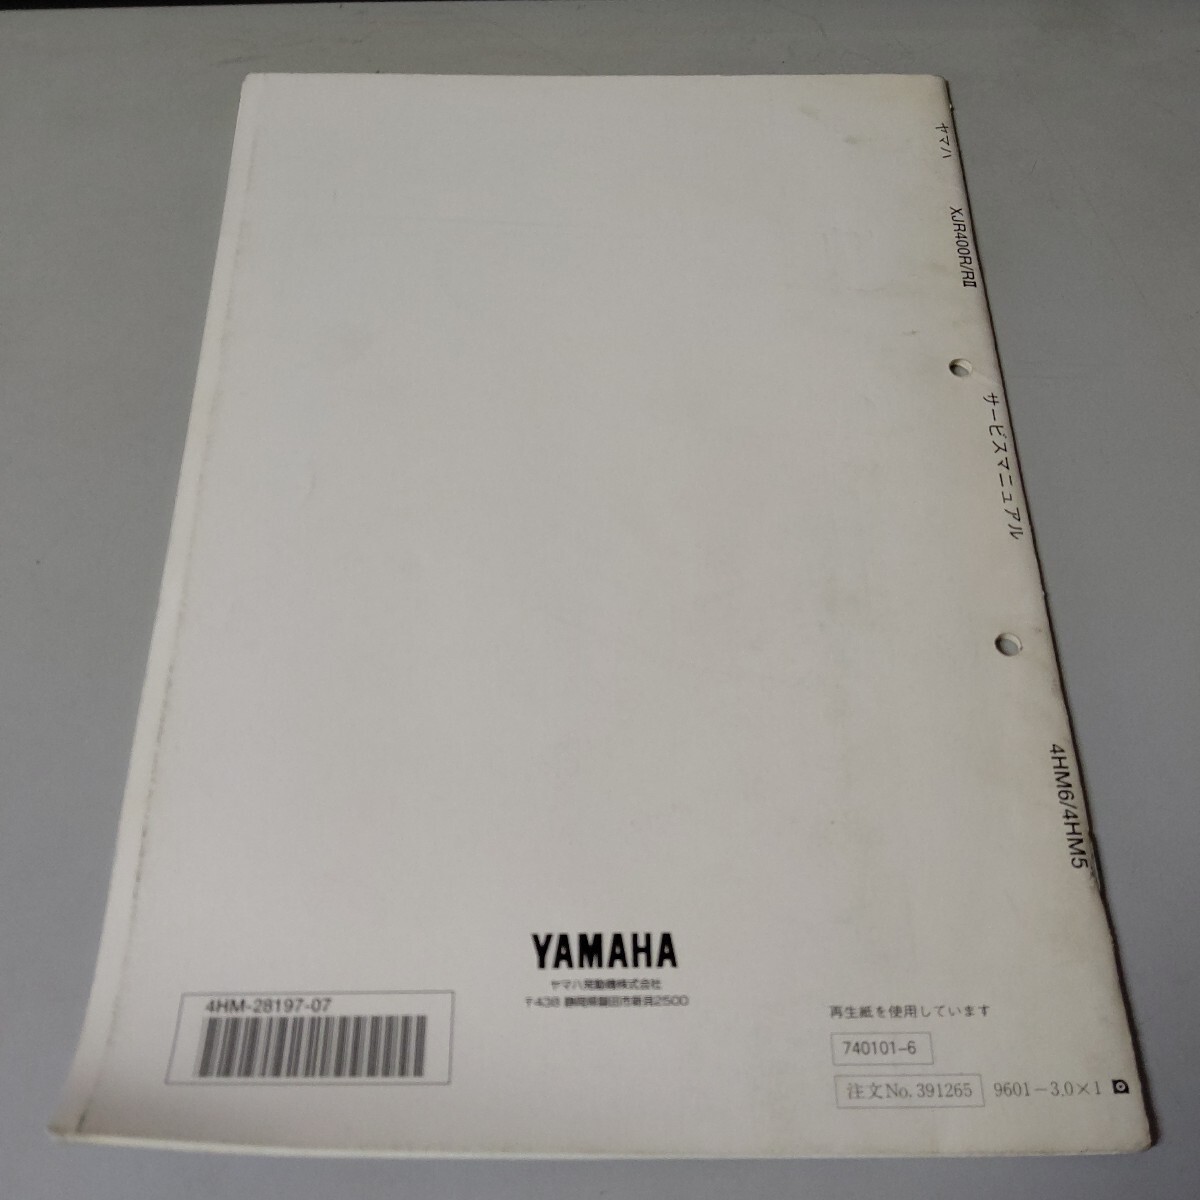 ヤマハ XJR400R/RⅡ サービスマニュアル 4HM6/4HM5
YAMAHA
ヤマハ発動機株式会社
〒438 静岡県磐田市新貝2500
4HM-28197-07
再生紙を使用しています
740101-6
注文No.391265 9601-3.0×1